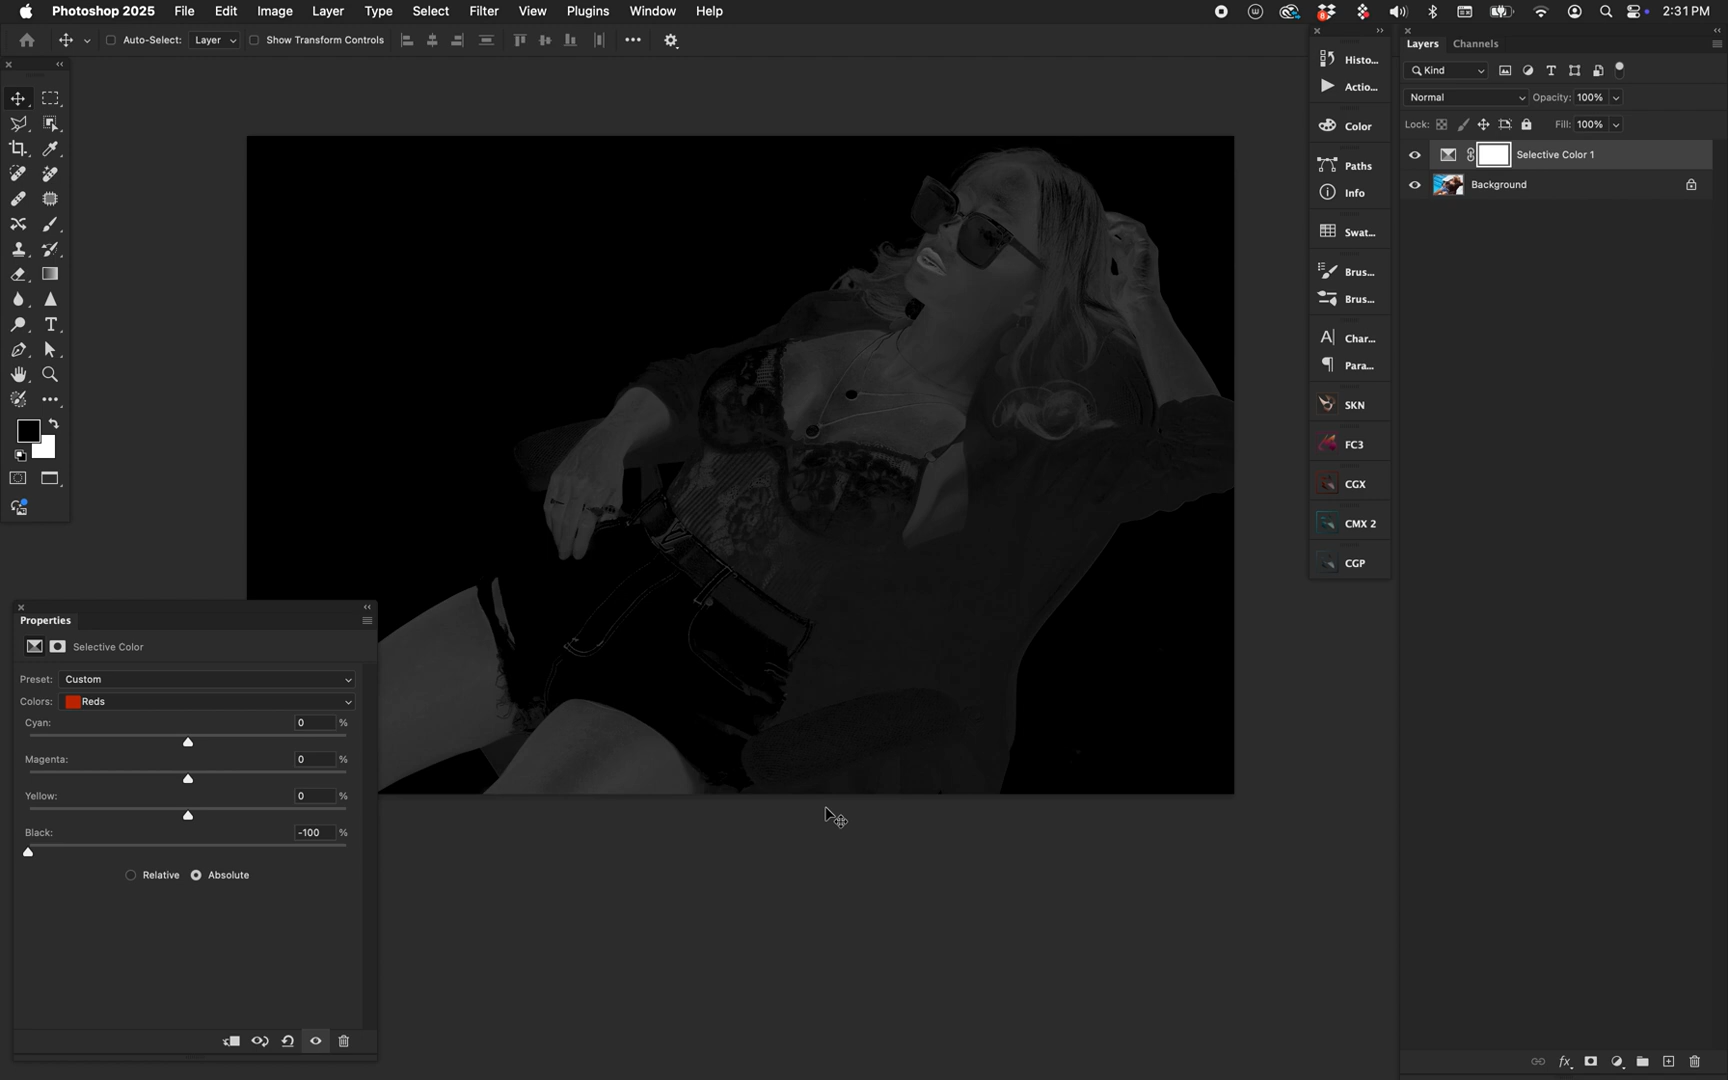 Photoshop 2025 File Edit Image Layer Type Select Filter View Plugins Window Help 2:31 PM
Auto-Select: Layer Show Transform Controls
Layers Channels
Kind
Normal Opacity: 100%
Lock: Fill: 100%
Selective Color 1
Background
Histo...
Actio...
Color
Paths
Info
Swat...
Brus...
Brus...
Char...
Para...
SKN
FC3
CGX
CMX 2
CGP
Properties
Selective Color
Preset: Custom
Colors: Reds
Cyan: 0 %
Magenta: 0 %
Yellow: 0 %
Black: -100 %
Relative Absolute
fx